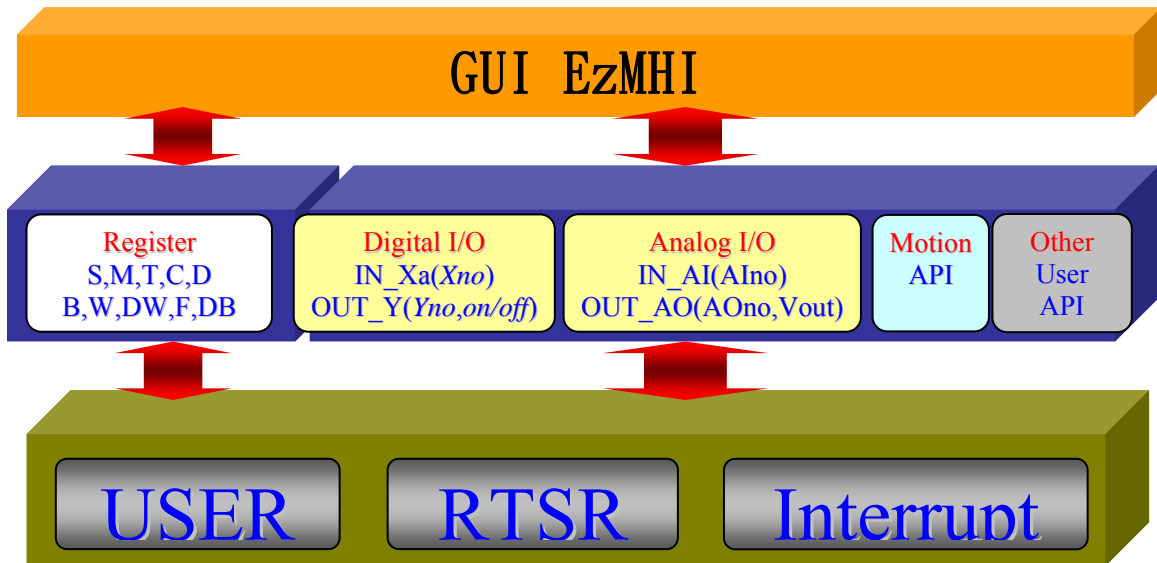 GUI EzMHI
Register
S,M,T,C,D
B,W,DW,F,DB
Digital I/O
IN_Xa(Xno)
OUT_Y(Yno,on/off)
Analog I/O
IN_AI(AIno)
OUT_AO(AOno,Vout)
Motion
API
Other
User
API
USER
RTSR
Interrupt